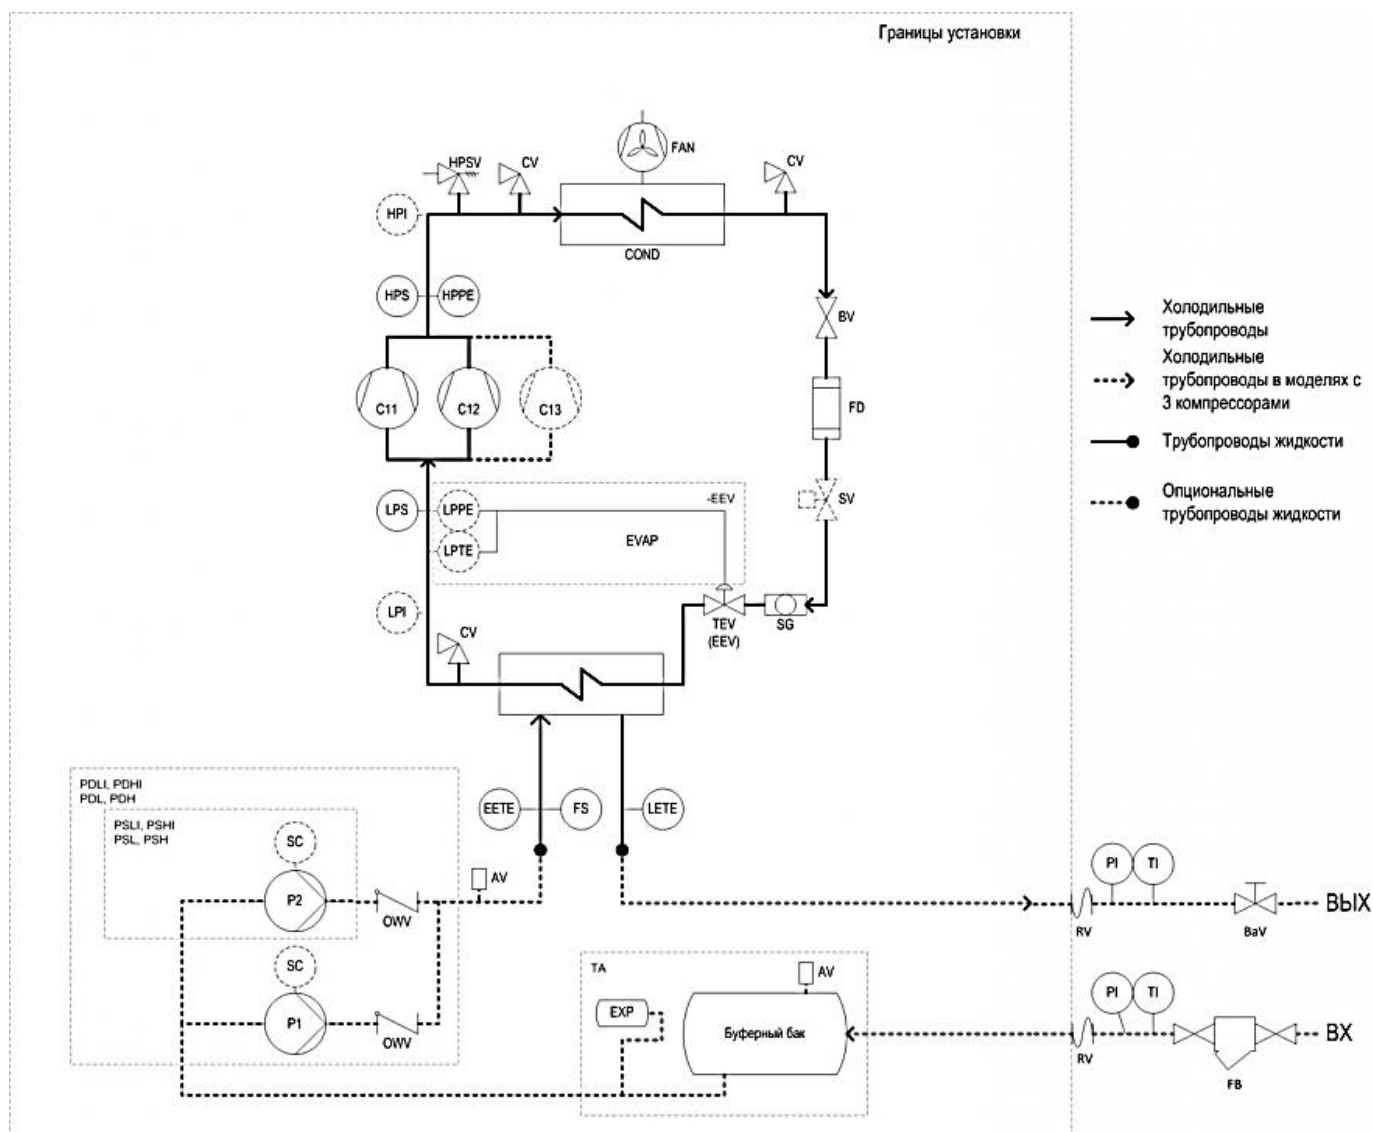 Границы установки
FAN
HPSV
CV
CV
HPI
COND
HPS
HPPE
BV
Холодильные
трубопроводы
Холодильные
трубопроводы в моделях с
3 компрессорами
C11
C12
C13
FD
Трубопроводы жидкости
LPS
LPPE
-EEV
SV
Опциональные
трубопроводы жидкости
LPTE
EVAP
LPI
CV
TEV
(EEV)
SG
PDLI, PDHI
PDL, PDH
PSLI, PSHI
PSL, PSH
EETE
FS
LETE
SC
AV
P2
OWV
PI
TI
RV
BaV
ВЫХ
SC
P1
OWV
TA
AV
EXP
Буферный бак
PI
TI
RV
FB
ВХ